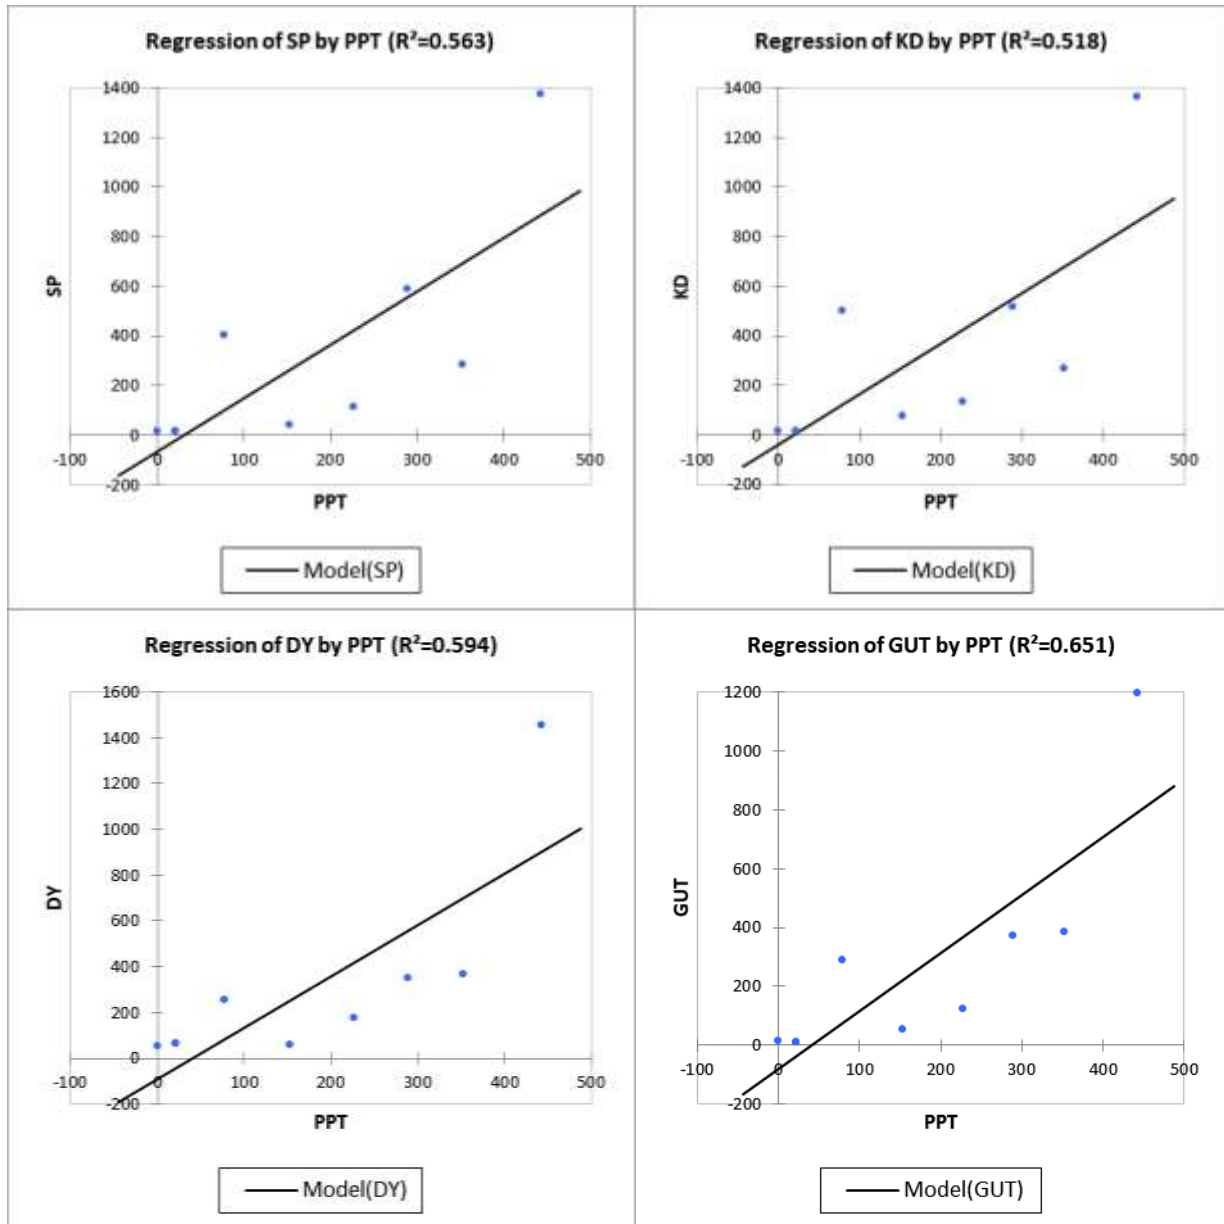 Regression of SP by PPT (R²=0.563)
1400
1200
1000
800
600
400
200
0
-200
-100 0 100 200 300 400 500
SP
PPT
Model(SP)
Regression of KD by PPT (R²=0.518)
1400
1200
1000
800
600
400
200
0
-200
-100 0 100 200 300 400 500
KD
PPT
Model(KD)
Regression of DY by PPT (R²=0.594)
1600
1400
1200
1000
800
600
400
200
0
-200
-100 0 100 200 300 400 500
DY
PPT
Model(DY)
Regression of GUT by PPT (R²=0.651)
1200
1000
800
600
400
200
0
-200
-100 0 100 200 300 400 500
GUT
PPT
Model(GUT)